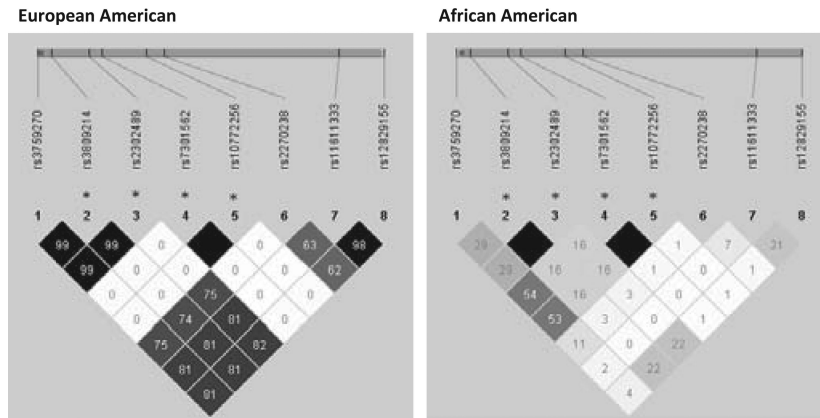 European American
African American
rs3759270 rs3809214 rs2302489 rs7301562 rs10772256 rs2270238 rs11611333 rs12829155
* * * *
1 2 3 4 5 6 7 8
99 99 0 0 63 98
99 0 0 0 0 62
0 0 75 0 0
0 74 81 0
75 81 82
81 81
81
rs3759270 rs3809214 rs2302489 rs7301562 rs10772256 rs2270238 rs11611333 rs12829155
* * * *
1 2 3 4 5 6 7 8
29 16 1 7 21
29 16 16 1 0 1
54 16 3 0 1
53 3 0 1
11 0 22
2 22
4